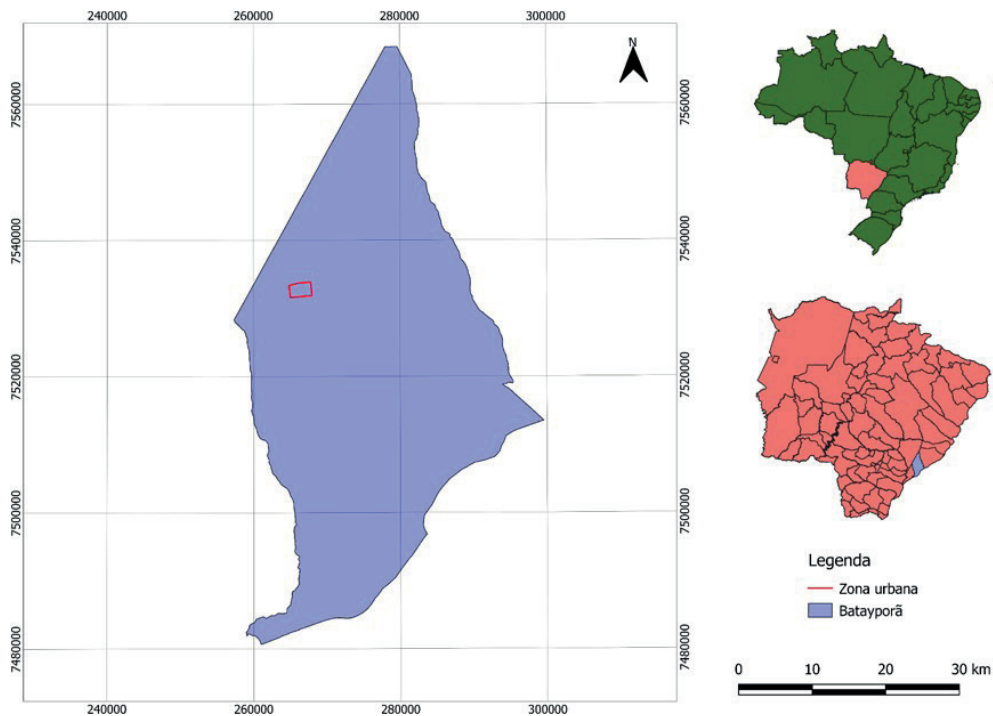 240000 260000 280000 300000
N
7560000 7560000
7540000 7540000
7520000 7520000
7500000 7500000
7480000 7480000
240000 260000 280000 300000
Legenda
Zona urbana
Batayporã
0 10 20 30 km